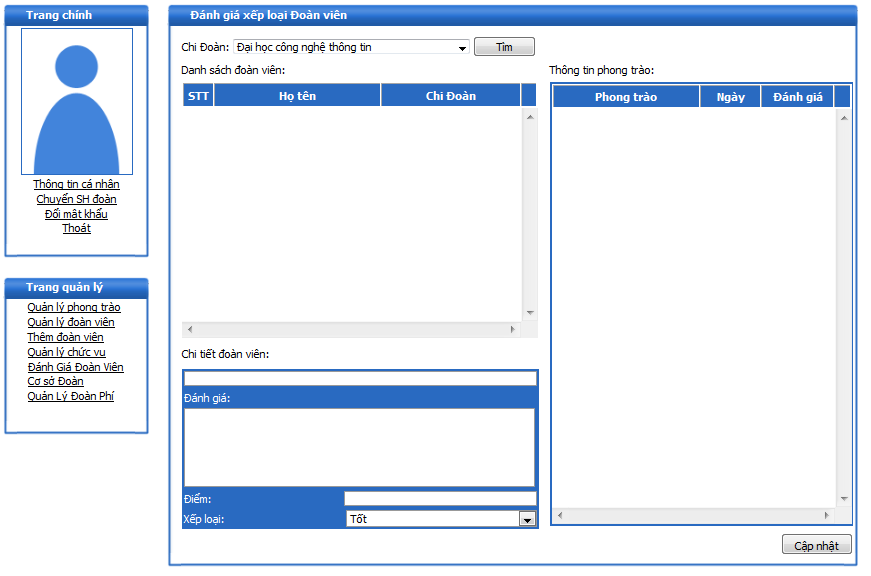 Trang chính
Thông tin cá nhân
Chuyển SH đoàn
Đổi mật khẩu
Thoát
Trang quản lý
Quản lý phong trào
Quản lý đoàn viên
Thêm đoàn viên
Quản lý chức vu
Đánh Giá Đoàn Viên
Cơ sở Đoàn
Quản Lý Đoàn Phí
Đánh giá xếp loại Đoàn viên
Chi Đoàn: Đại học công nghệ thông tin Tìm
Danh sách đoàn viên:
STT Họ tên Chi Đoàn
Chi tiết đoàn viên:
Đánh giá:
Điểm:
Xếp loại: Tốt
Thông tin phong trào:
Phong trào Ngày Đánh giá
Cập nhật